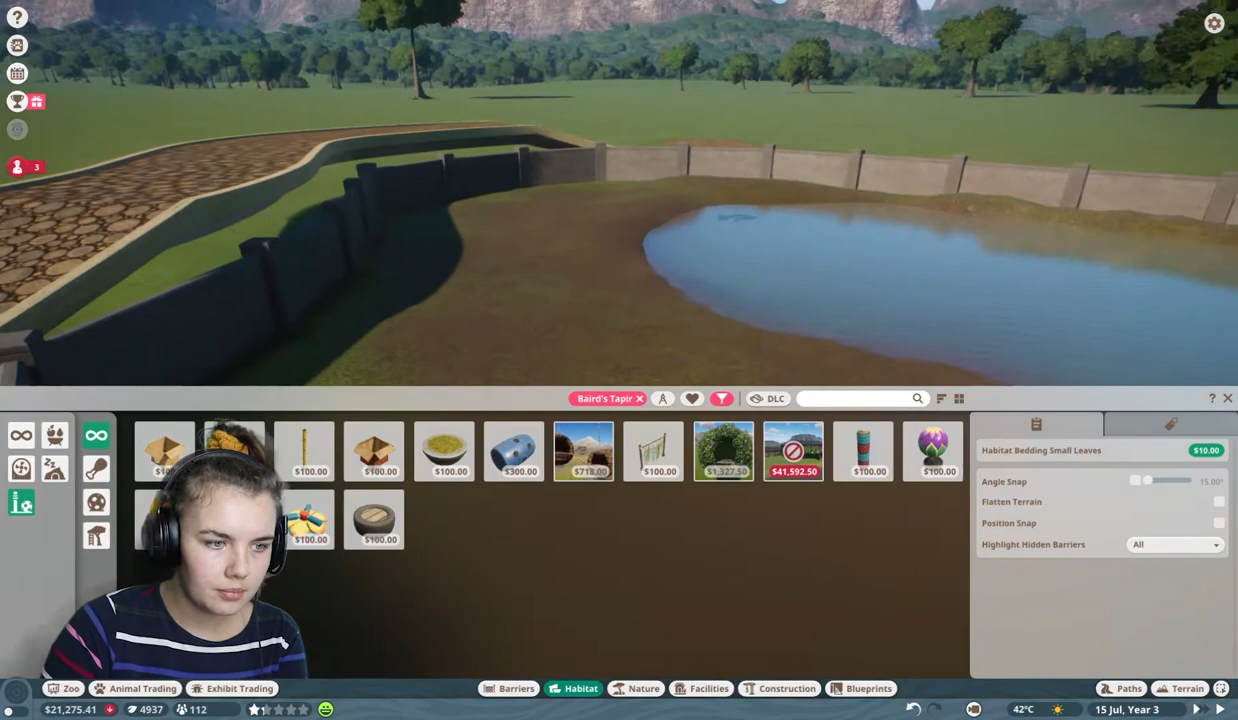 ?
3
Baird's Tapir ×
DLC
? ×
$100.00
$100.00
$100.00
$100.00
$300.00
$718.00
$100.00
$1,327.50
$41,592.50
$100.00
$100.00
$100.00
$100.00
Habitat Bedding Small Leaves
$10.00
Angle Snap
15.00°
Flatten Terrain
Position Snap
Highlight Hidden Barriers
All
Zoo
Animal Trading
Exhibit Trading
Barriers
Habitat
Nature
Facilities
Construction
Blueprints
Paths
Terrain
$21,275.41
4937
112
42°C
15 Jul, Year 3